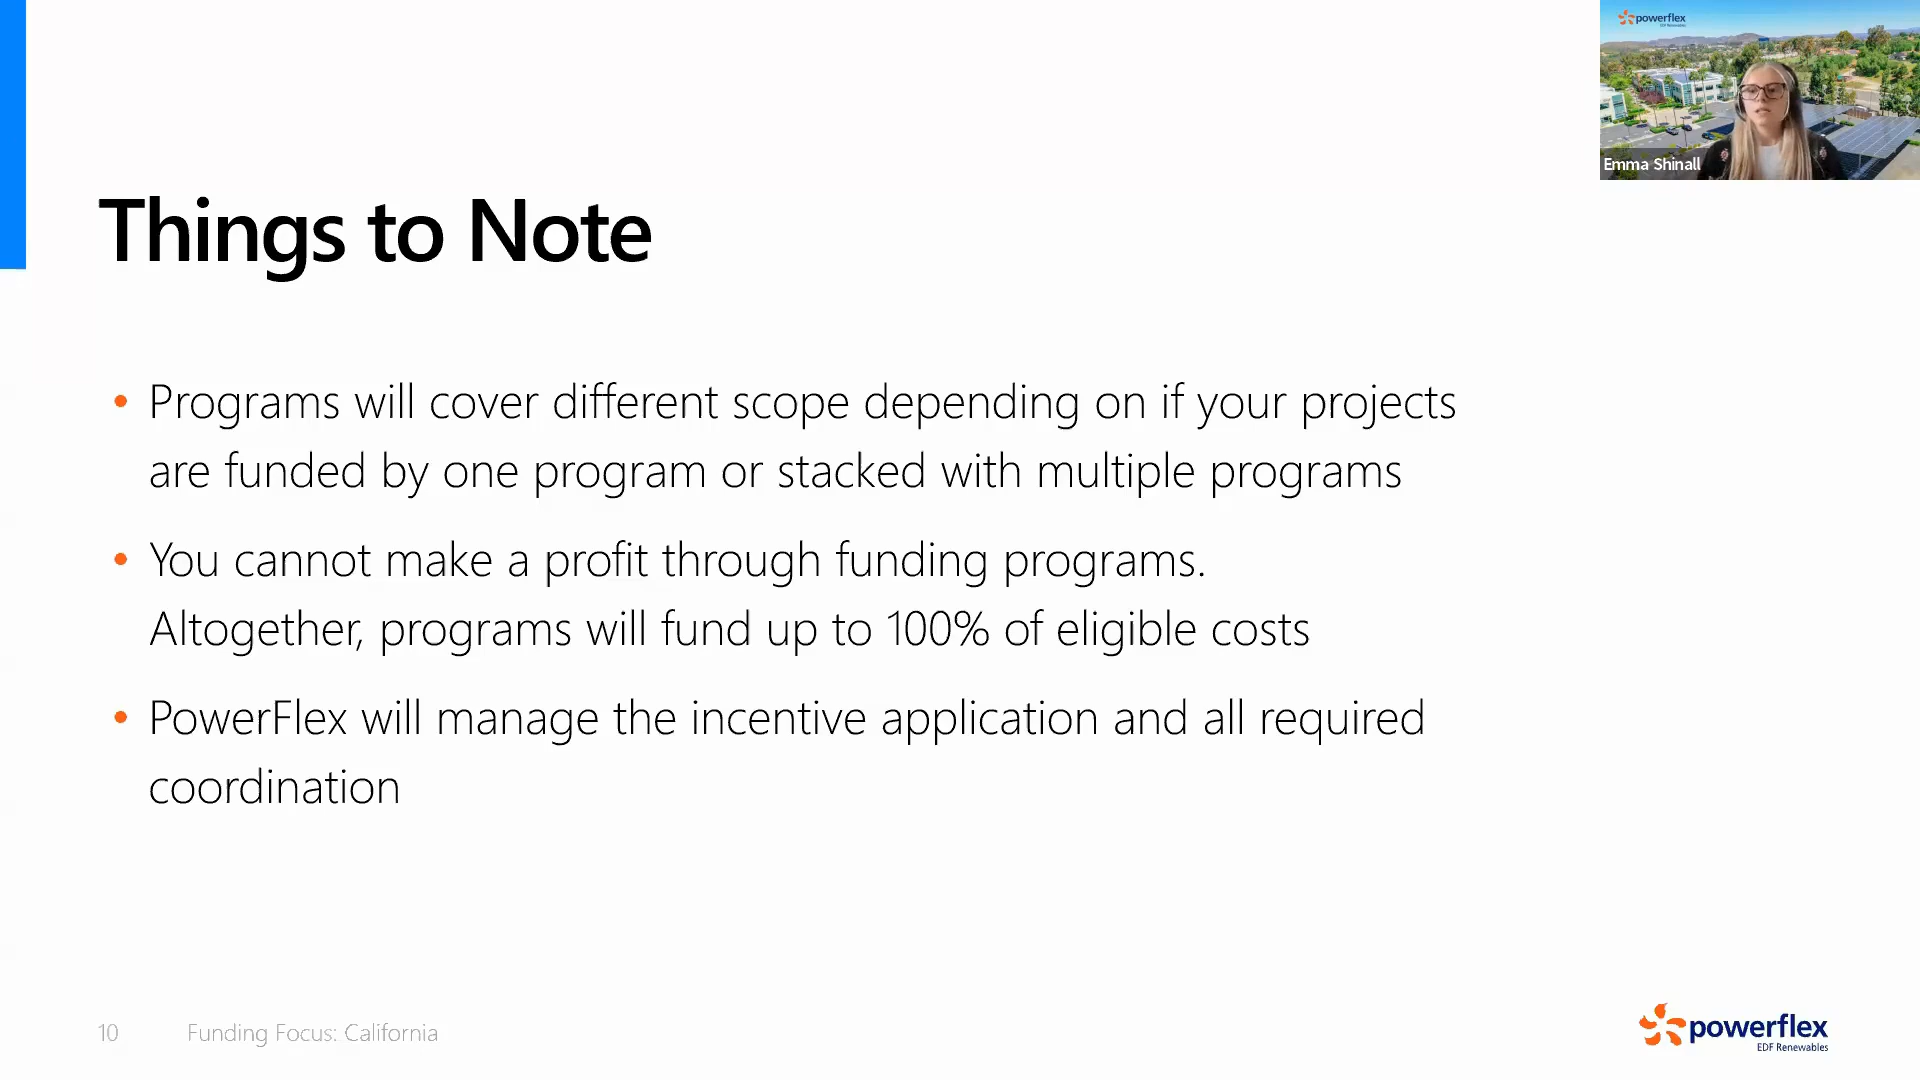 powerflex
EDF Renewables
Emma Shinall
Things to Note
• Programs will cover different scope depending on if your projects
are funded by one program or stacked with multiple programs
• You cannot make a profit through funding programs.
Altogether, programs will fund up to 100% of eligible costs
• PowerFlex will manage the incentive application and all required
coordination
10 Funding Focus: California
powerflex
EDF Renewables